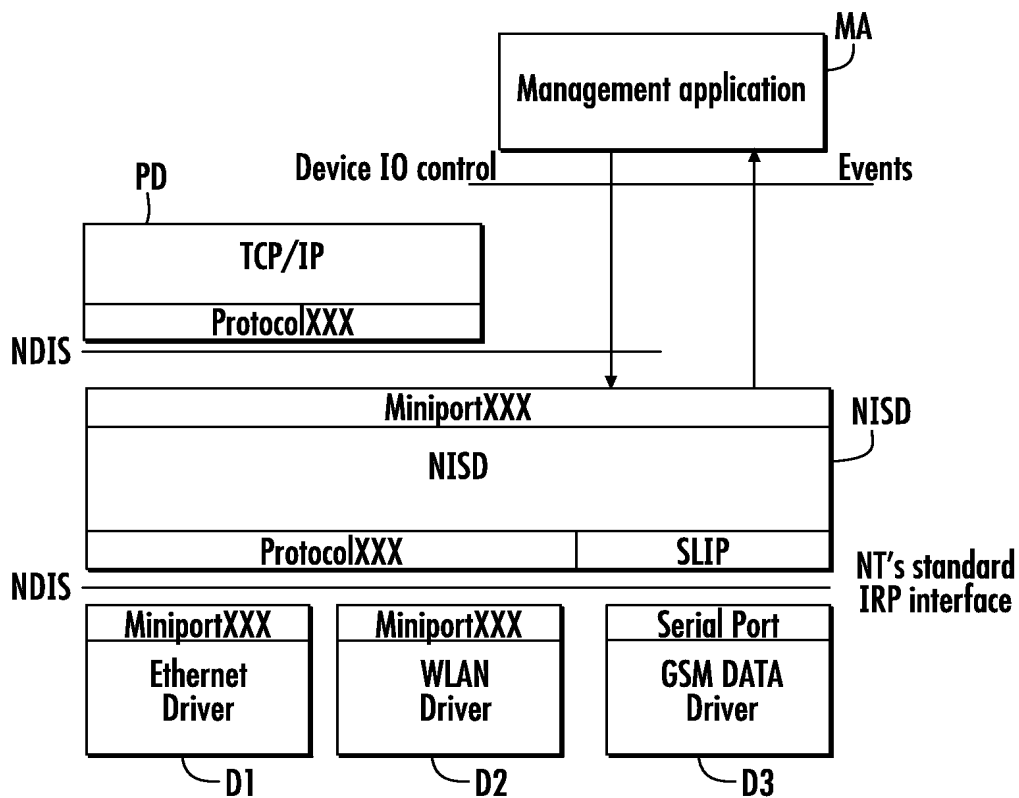 MA
Management application
Device IO control
Events
PD
TCP/IP
ProtocolXXX
NDIS
MiniportXXX
NISD
NISD
ProtocolXXX
SLIP
NDIS
NT's standard
IRP interface
MiniportXXX
Ethernet
Driver
MiniportXXX
WLAN
Driver
Serial Port
GSM DATA
Driver
D1
D2
D3